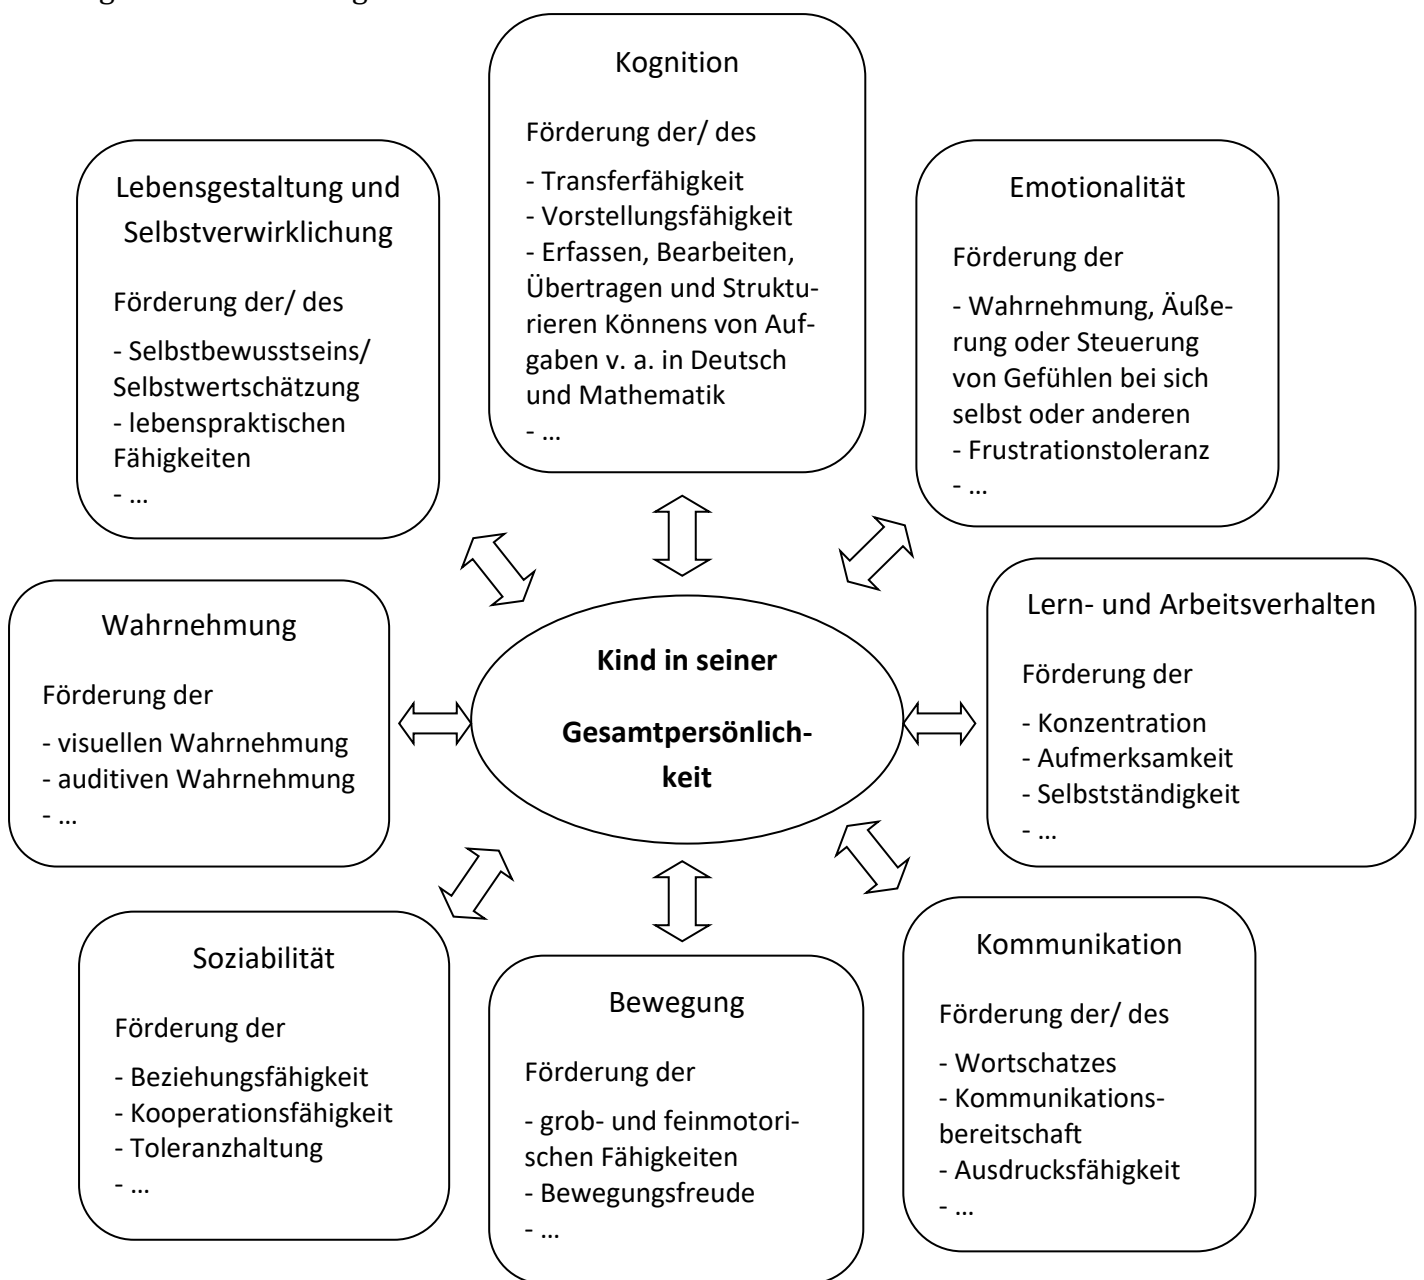 Kognition
Förderung der/ des
- Transferfähigkeit
- Vorstellungsfähigkeit
- Erfassen, Bearbeiten,
Übertragen und Struktu-
rieren Könnens von Auf-
gaben v. a. in Deutsch
und Mathematik
- ...
Lebensgestaltung und
Selbstverwirklichung
Förderung der/ des
- Selbstbewusstseins/
Selbstwertschätzung
- lebenspraktischen
Fähigkeiten
- ...
Emotionalität
Förderung der
- Wahrnehmung, Äuße-
rung oder Steuerung
von Gefühlen bei sich
selbst oder anderen
- Frustrationstoleranz
- ...
Wahrnehmung
Förderung der
- visuellen Wahrnehmung
- auditiven Wahrnehmung
- ...
Kind in seiner
Gesamtpersönlich-
keit
Lern- und Arbeitsverhalten
Förderung der
- Konzentration
- Aufmerksamkeit
- Selbstständigkeit
- ...
Soziabilität
Förderung der
- Beziehungsfähigkeit
- Kooperationsfähigkeit
- Toleranzhaltung
- ...
Bewegung
Förderung der
- grob- und feinmotori-
schen Fähigkeiten
- Bewegungsfreude
- ...
Kommunikation
Förderung der/ des
- Wortschatzes
- Kommunikations-
bereitschaft
- Ausdrucksfähigkeit
- ...